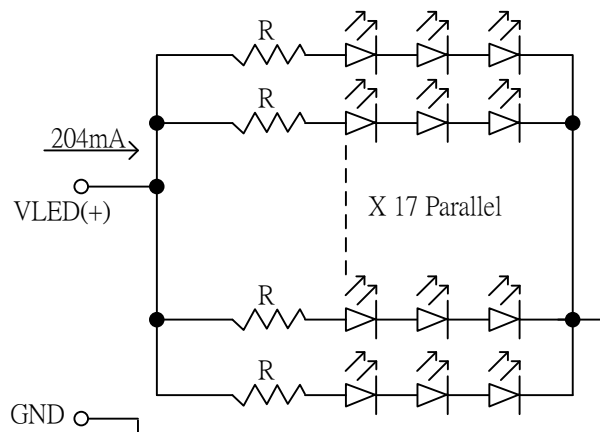 R
R
204mA
VLED(+)
X 17 Parallel
R
R
GND